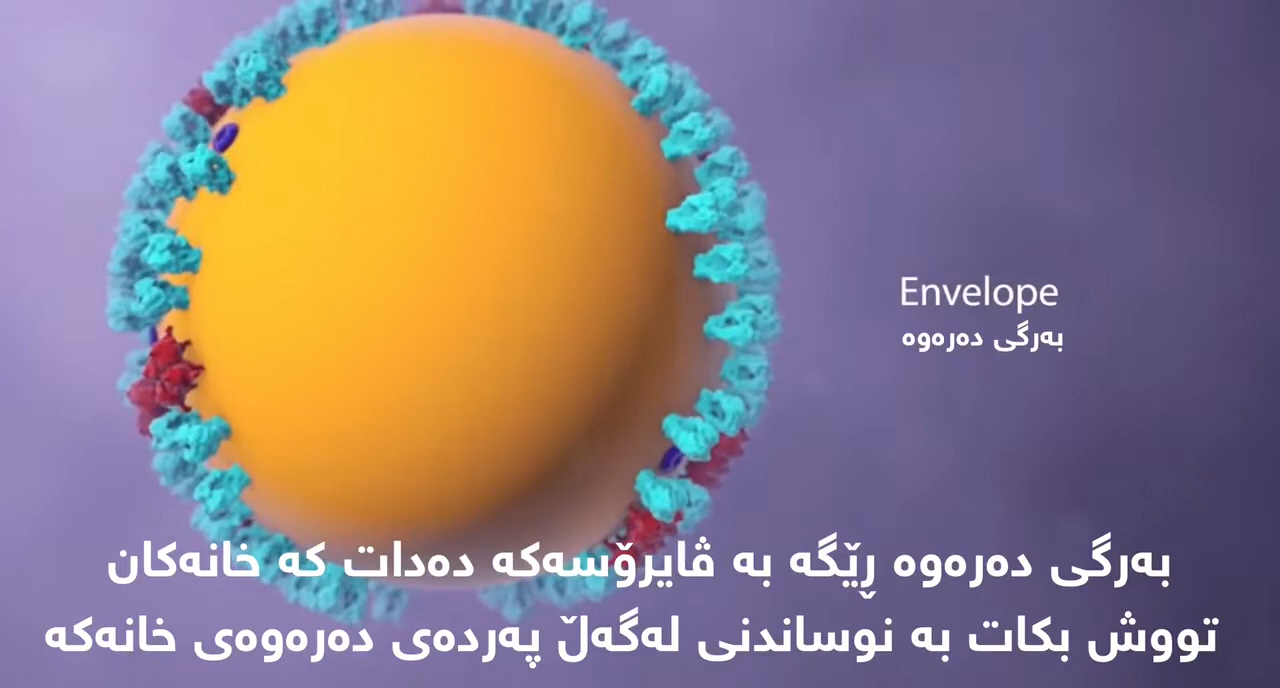 Envelope
بەرگی دەرەوە
بەرگی دەرەوە ڕێگە بە ڤایرۆسەکە دەدات کە خانەکان
تووش بکات بە نوساندنی لەگەڵ پەردەی دەرەوەی خانەکە